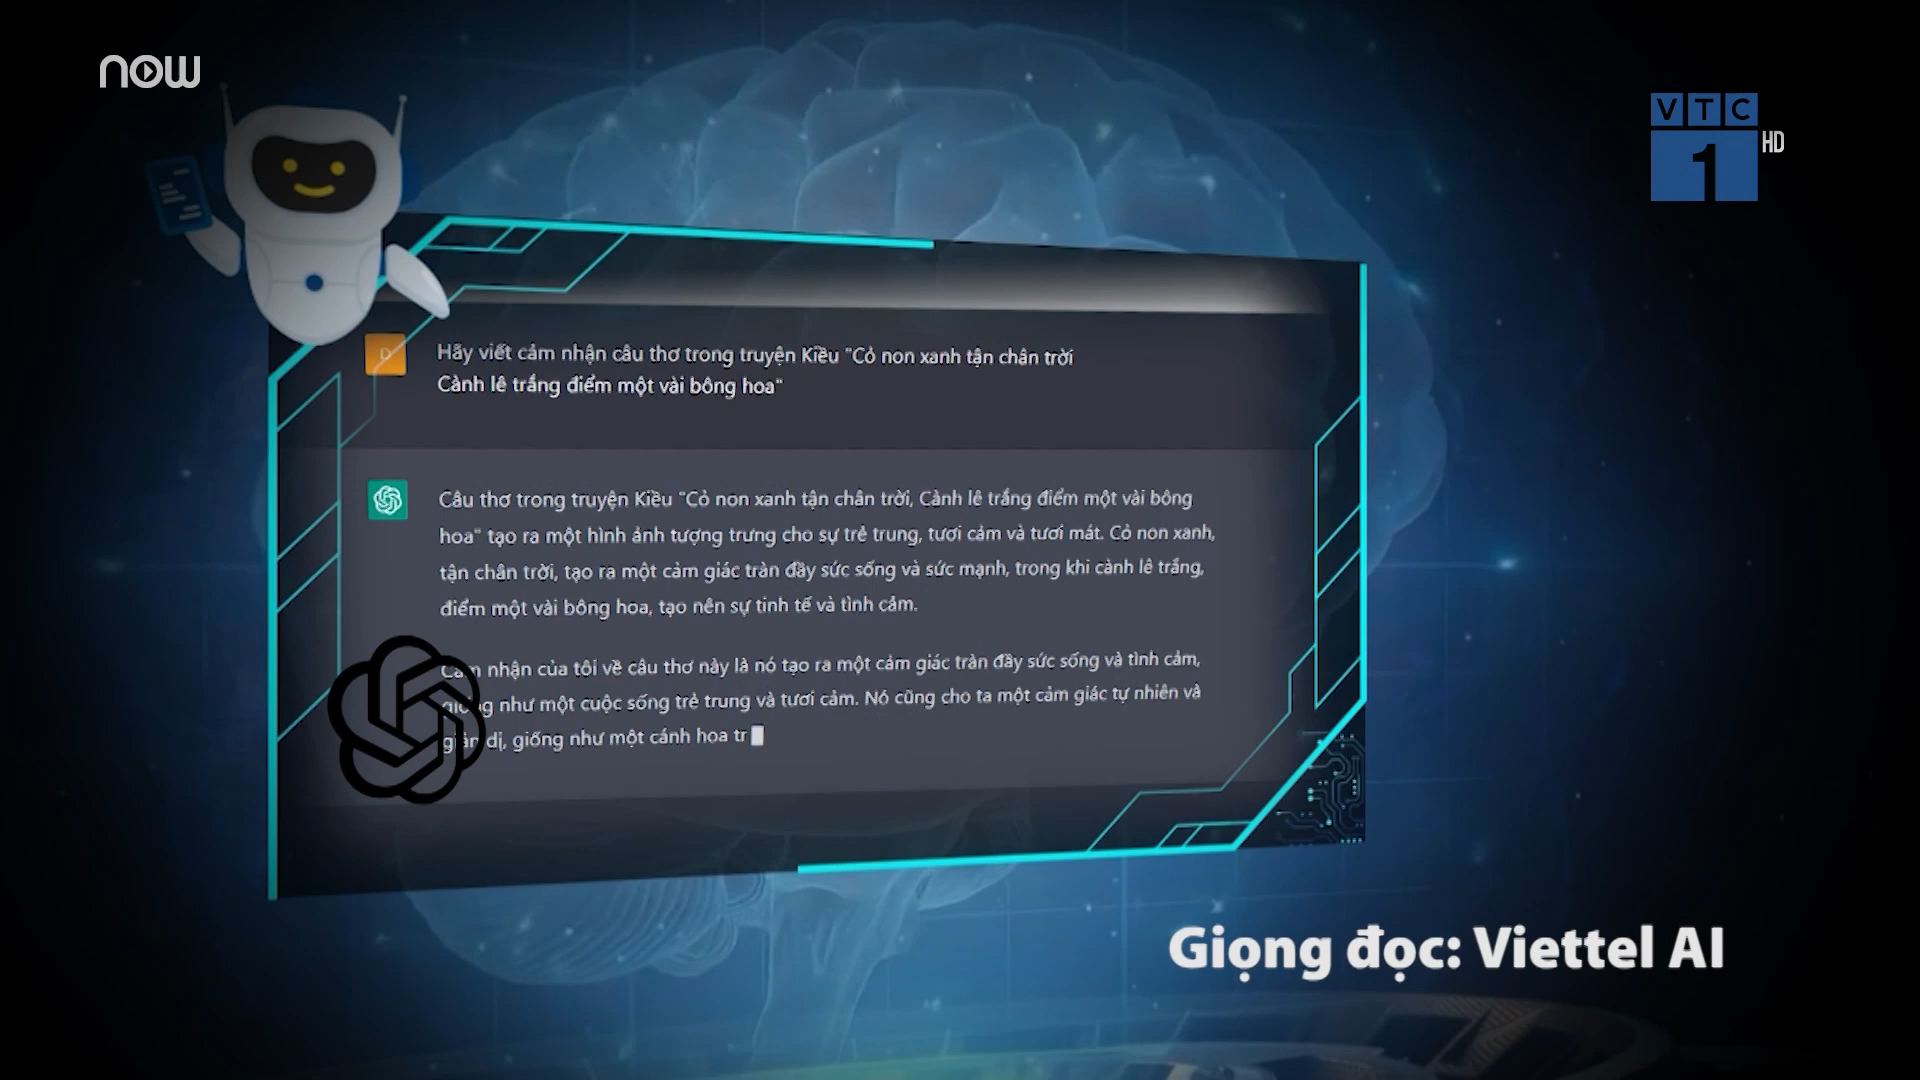 now
VTC
1 HD
D
Hãy viết cảm nhận câu thơ trong truyện Kiều "Cỏ non xanh tận chân trời
Cành lê trắng điểm một vài bông hoa"
Câu thơ trong truyện Kiều "Cỏ non xanh tận chân trời, Cành lê trắng điểm một vài bông
hoa" tạo ra một hình ảnh tượng trưng cho sự trẻ trung, tươi cảm và tươi mát. Cỏ non xanh,
tận chân trời, tạo ra một cảm giác tràn đầy sức sống và sức mạnh, trong khi cành lê trắng,
điểm một vài bông hoa, tạo nên sự tinh tế và tình cảm.
Cảm nhận của tôi về câu thơ này là nó tạo ra một cảm giác tràn đầy sức sống và tình cảm,
giống như một cuộc sống trẻ trung và tươi cảm. Nó cũng cho ta một cảm giác tự nhiên và
giản dị, giống như một cánh hoa tr
Giọng đọc: Viettel AI